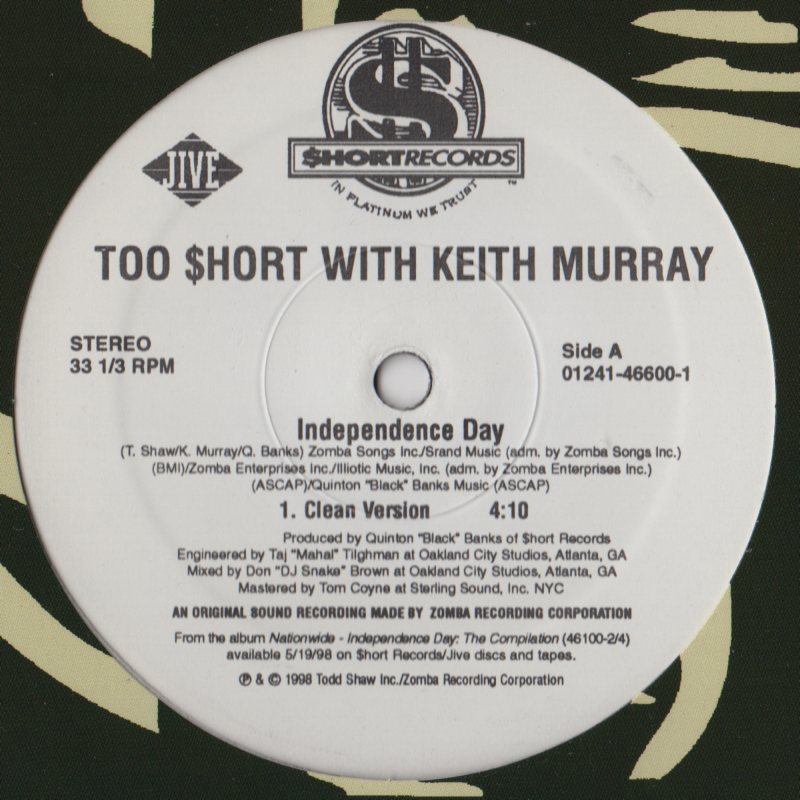 $HORTRECORDS
IN PLATINUM WE TRUST
™
JIVE
TOO $HORT WITH KEITH MURRAY
STEREO
33 1/3 RPM
Side A
01241-46600-1
Independence Day
(T. Shaw/K. Murray/Q. Banks) Zomba Songs Inc./Srand Music (adm. by Zomba Songs Inc.)
(BMI)/Zomba Enterprises Inc./Illiotic Music, Inc. (adm. by Zomba Enterprises Inc.)
(ASCAP)/Quinton "Black" Banks Music (ASCAP)
1. Clean Version 4:10
Produced by Quinton "Black" Banks of $hort Records
Engineered by Taj "Mahal" Tilghman at Oakland City Studios, Atlanta, GA
Mixed by Don "DJ Snake" Brown at Oakland City Studios, Atlanta, GA
Mastered by Tom Coyne at Sterling Sound, Inc. NYC
AN ORIGINAL SOUND RECORDING MADE BY ZOMBA RECORDING CORPORATION
From the album Nationwide - Independence Day: The Compilation (46100-2/4)
available 5/19/98 on $hort Records/Jive discs and tapes.
℗ & © 1998 Todd Shaw Inc./Zomba Recording Corporation